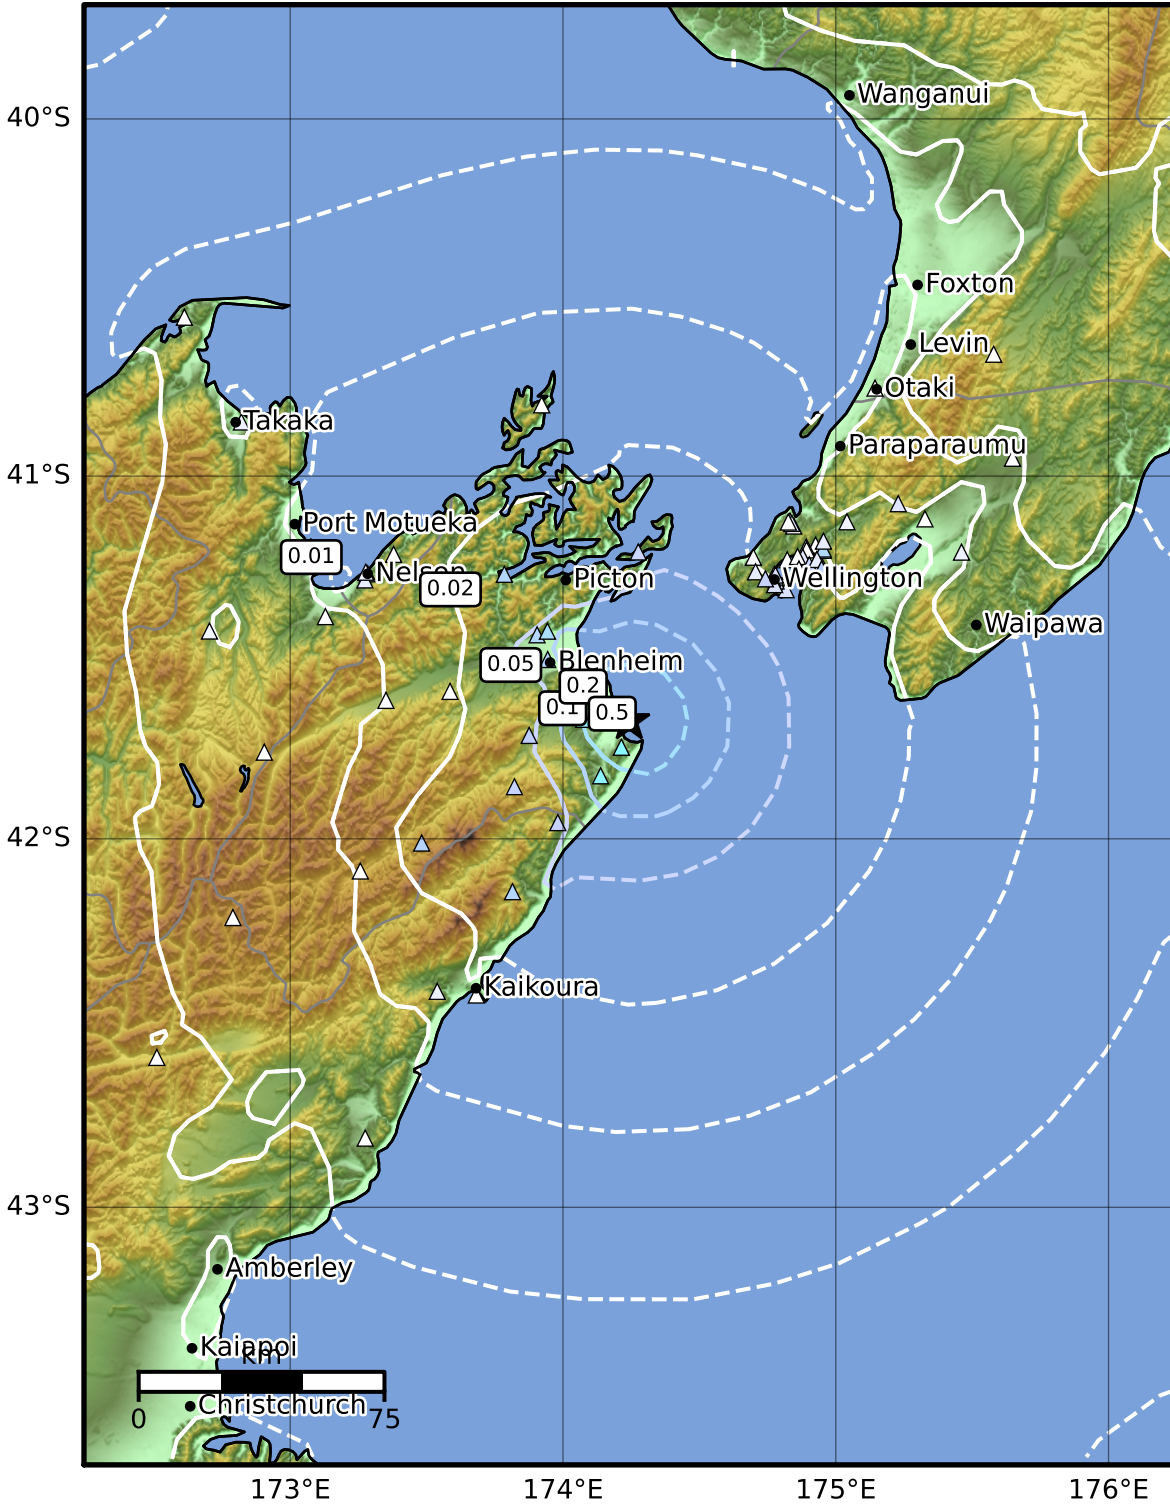 Wanganui
40°S
Foxton
Levin
Otaki
Takaka
Paraparaumu
41°S
Port Motueka
0.01
Nelson
0.02
Picton
Wellington
Waipawa
0.05
Blenheim
0.2
0.1
0.5
42°S
Kaikoura
43°S
Amberley
Kaiapoi
km
Christchurch
0
75
173°E
174°E
175°E
176°E